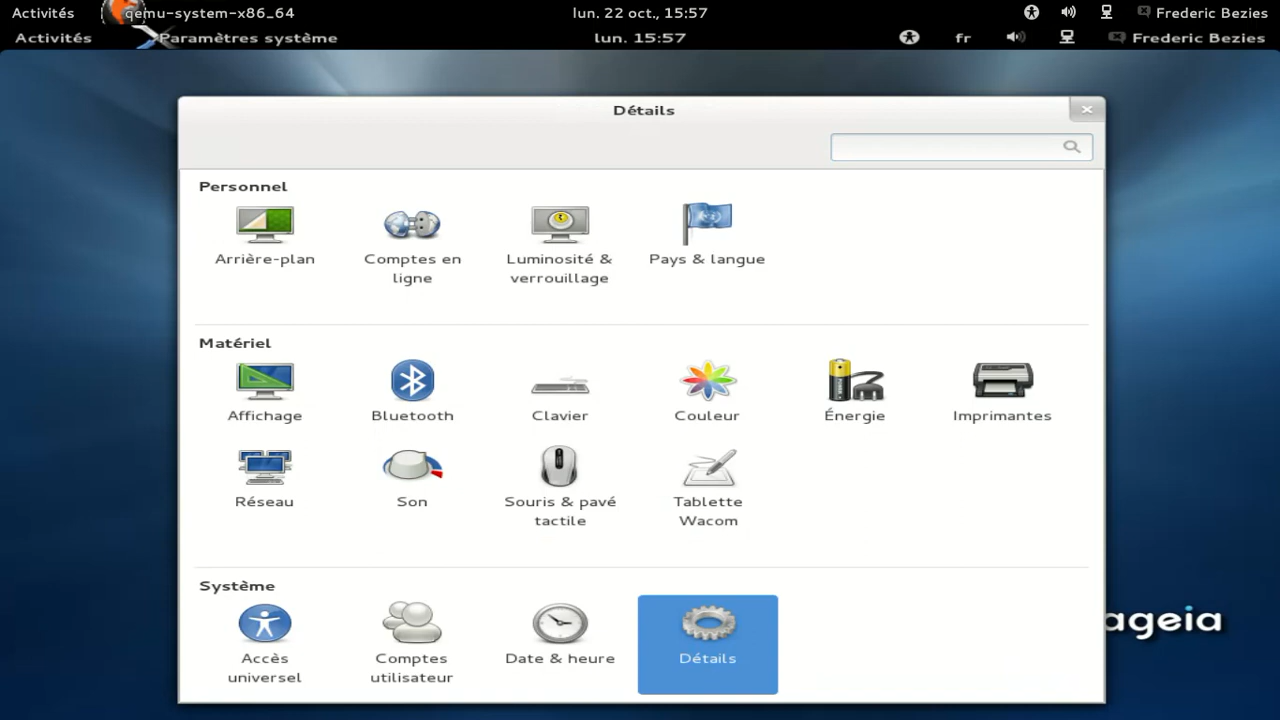 Activités qemu-system-x86_64 lun. 22 oct., 15:57 Frederic Bezies
Activités Paramètres système lun. 15:57 fr Frederic Bezies
Détails
Personnel
Arrière-plan
Comptes en
ligne
Luminosité &
verrouillage
Pays & langue
Matériel
Affichage
Bluetooth
Clavier
Couleur
Énergie
Imprimantes
Réseau
Son
Souris & pavé
tactile
Tablette
Wacom
Système
Accès
universel
Comptes
utilisateur
Date & heure
Détails
ageia